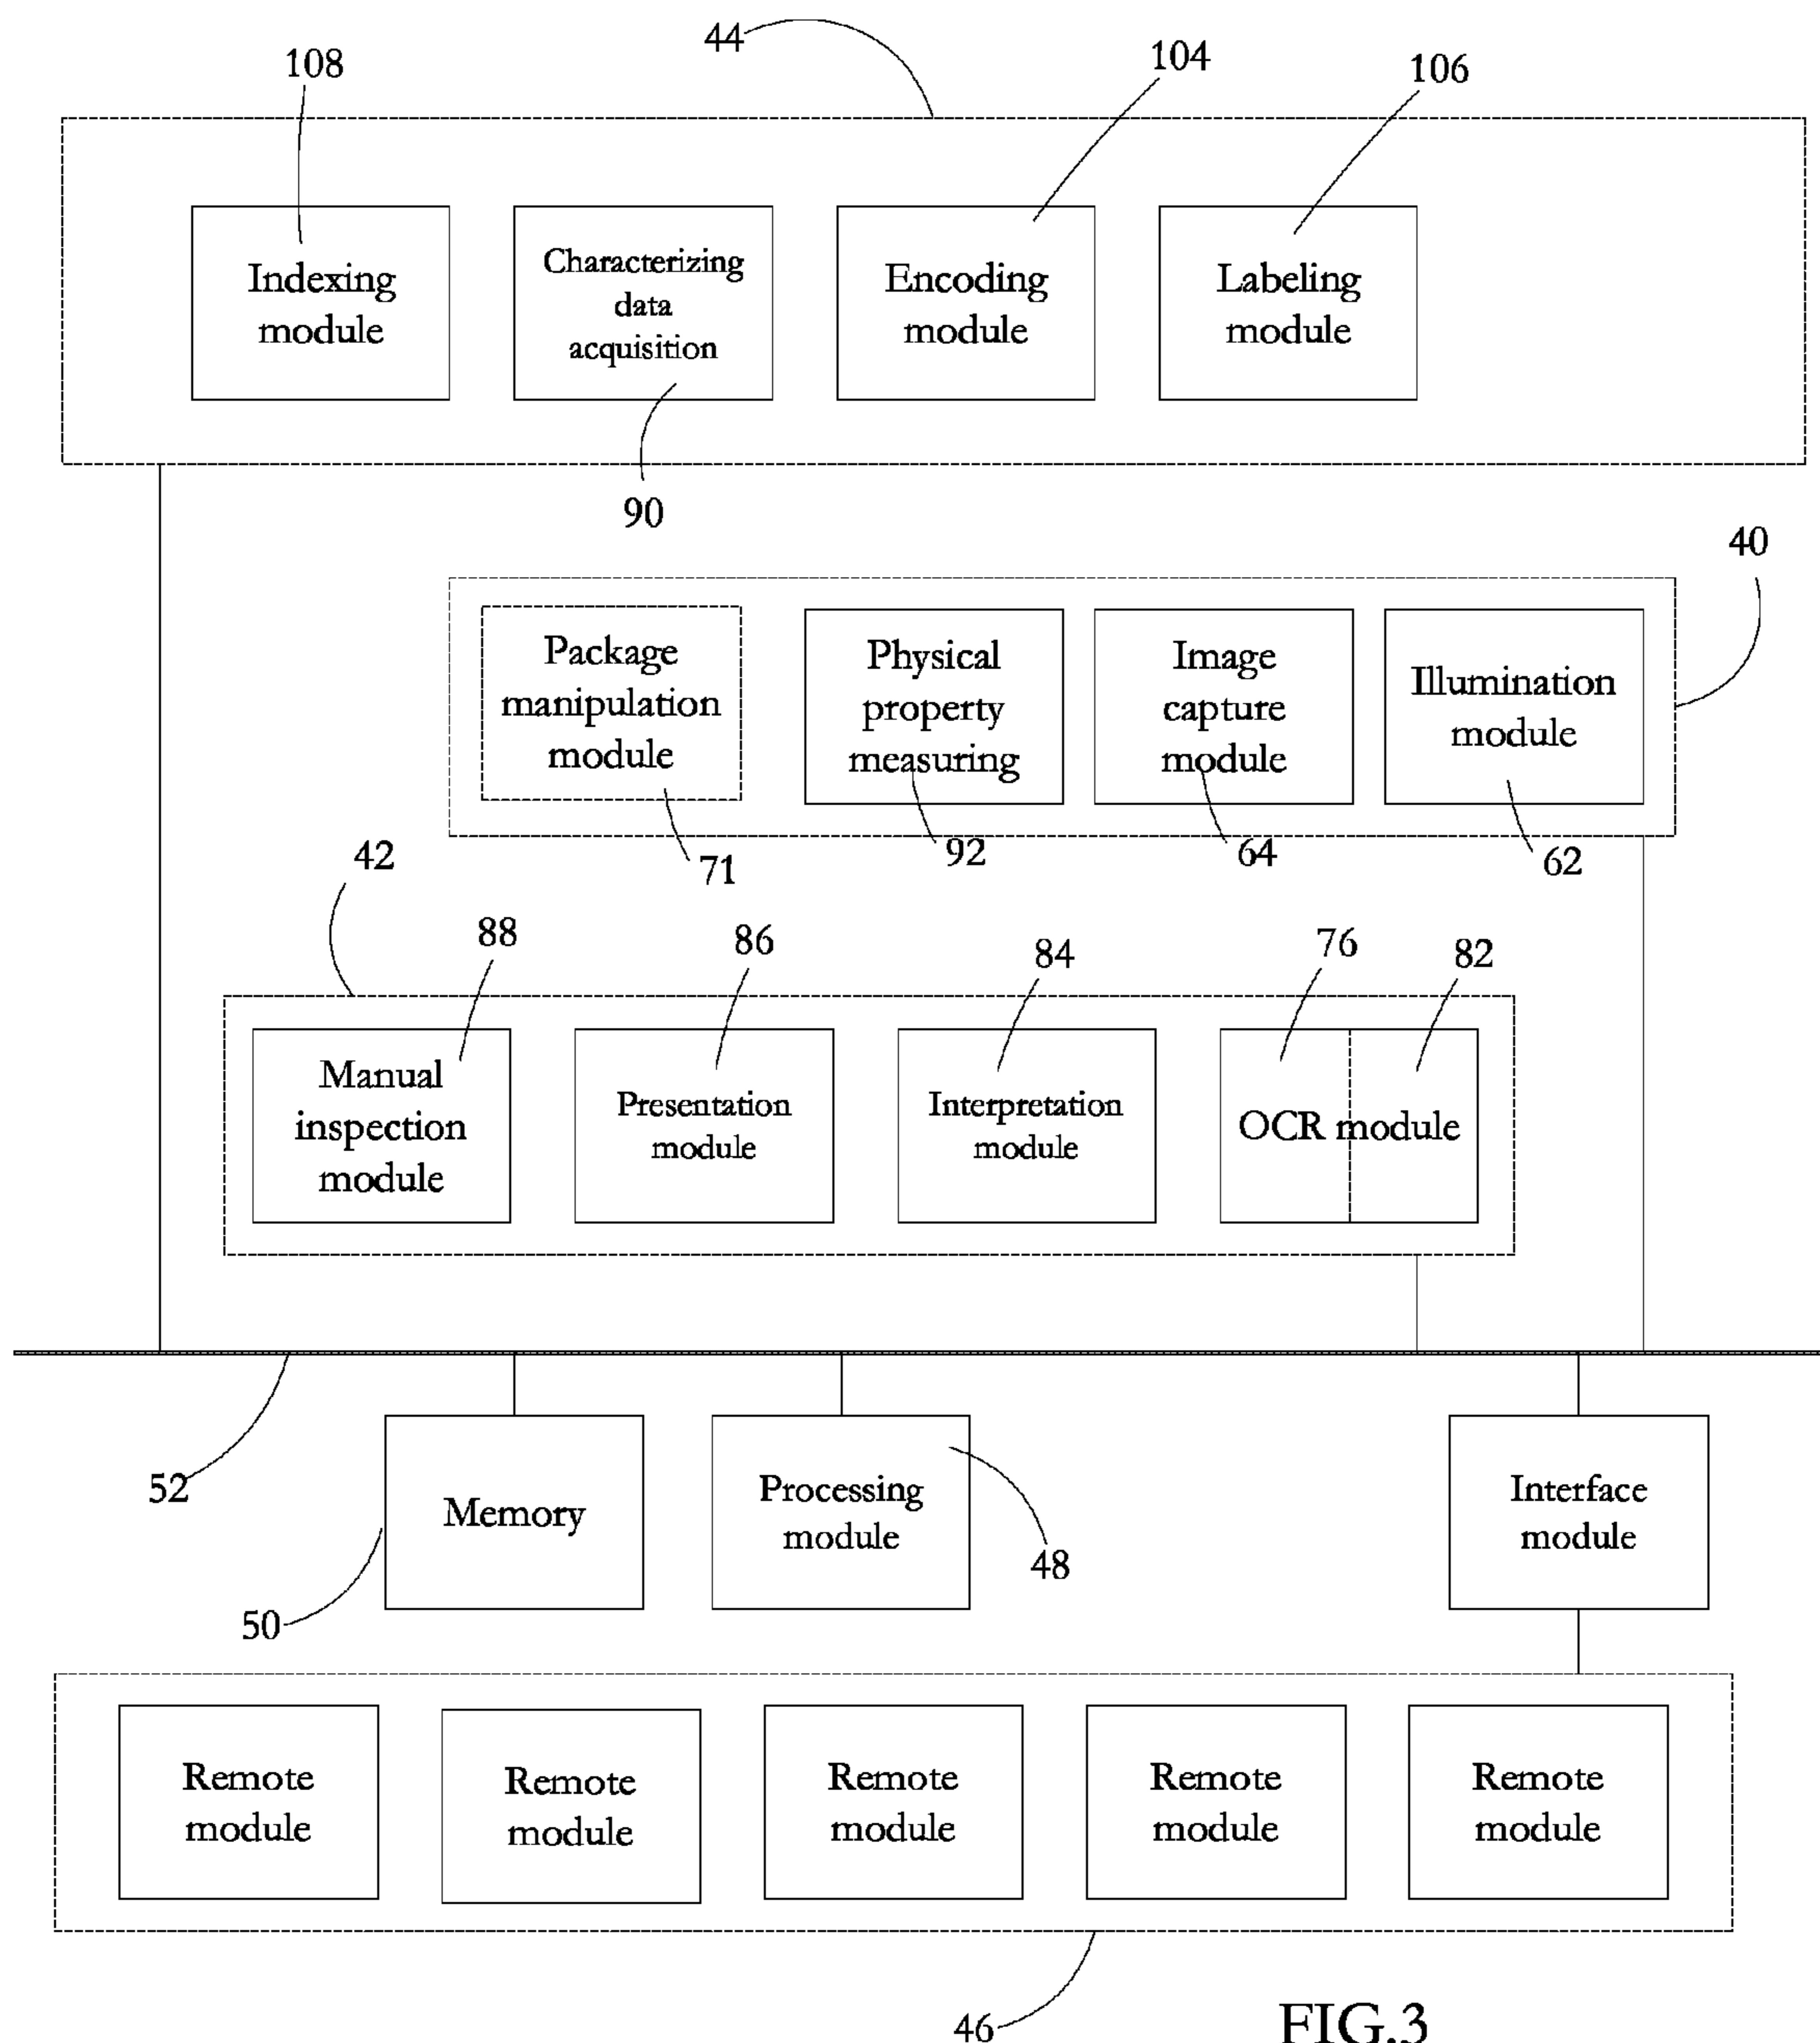 44
108
104
106
Indexing
module
Characterizing
data
acquisition
Encoding
module
Labeling
module
90
40
Package
manipulation
module
Physical
property
measuring
Image
capture
module
Illumination
module
71
92
64
62
42
88
86
84
76
82
Manual
inspection
module
Presentation
module
Interpretation
module
OCR module
52
Memory
Processing
module
Interface
module
50
48
Remote
module
Remote
module
Remote
module
Remote
module
Remote
module
46
FIG.3